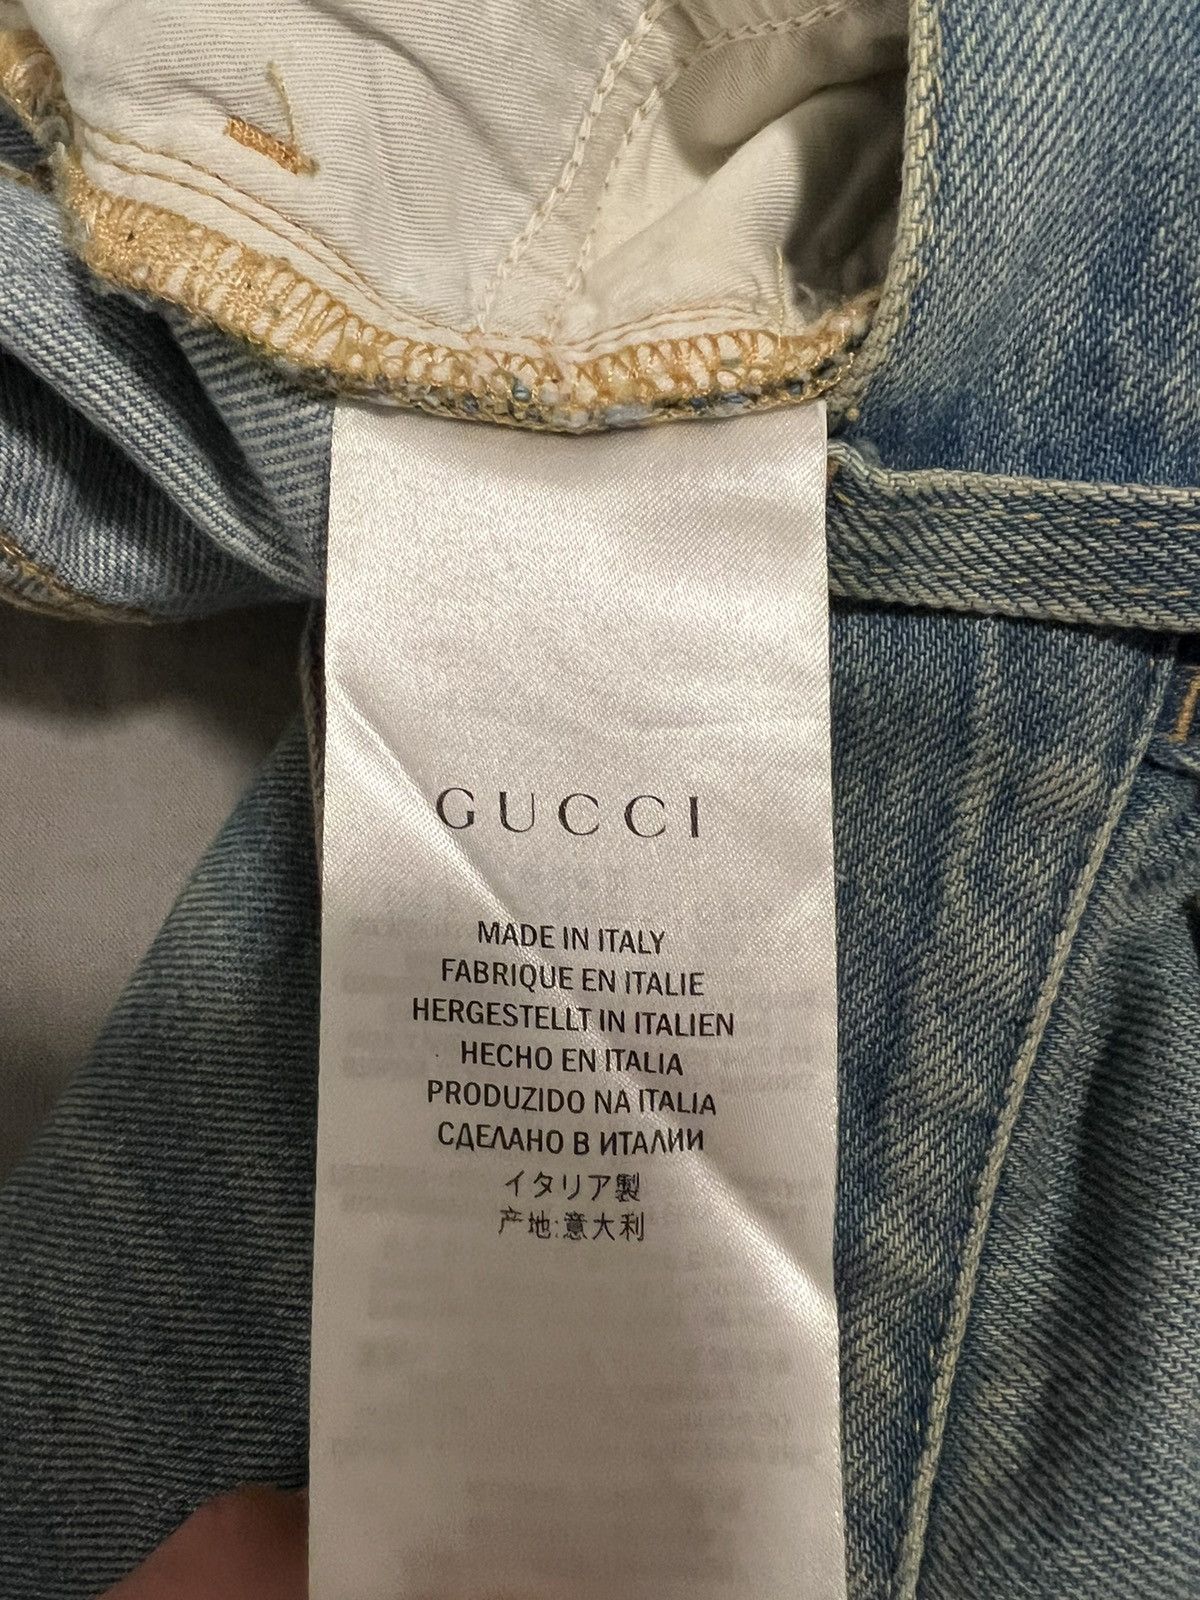 GUCCI
MADE IN ITALY
FABRIQUE EN ITALIE
HERGESTELLT IN ITALIEN
HECHO EN ITALIA
PRODUZIDO NA ITALIA
СДЕЛАНО В ИТАЛИИ
イタリア製
产地:意大利